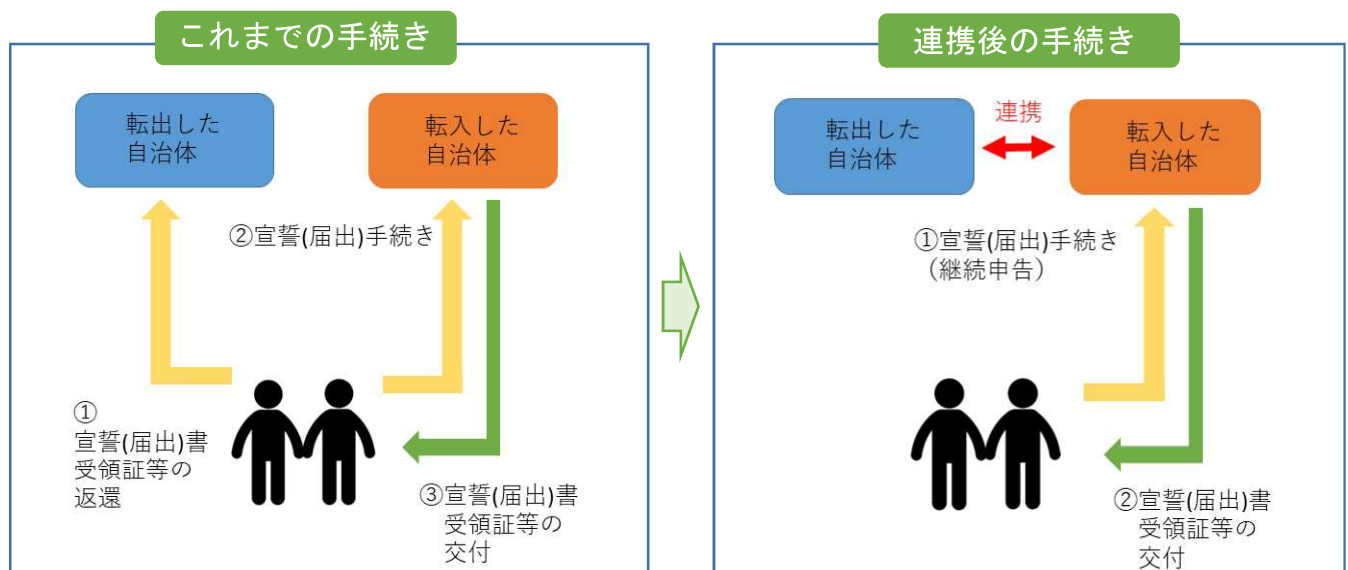 これまでの手続き
転出した
自治体
転入した
自治体
②宣誓(届出)手続き
①
宣誓(届出)書
受領証等の
返還
③宣誓(届出)書
受領証等の
交付
連携後の手続き
転出した
自治体
連携
転入した
自治体
①宣誓(届出)手続き
（継続申告）
②宣誓(届出)書
受領証等の
交付